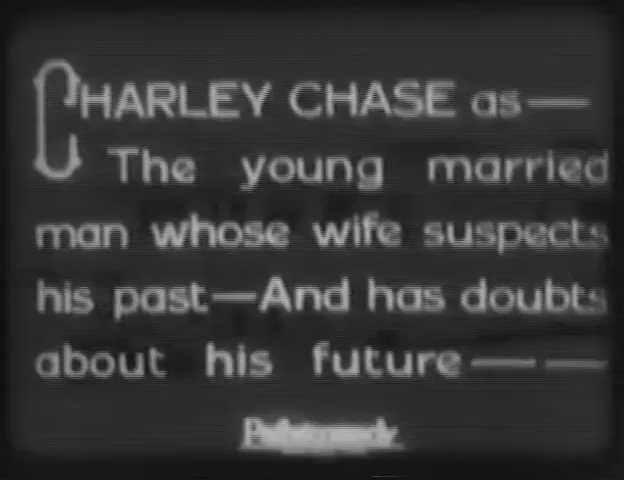 CHARLEY CHASE as —
The young married
man whose wife suspects
his past — And has doubts
about his future — —